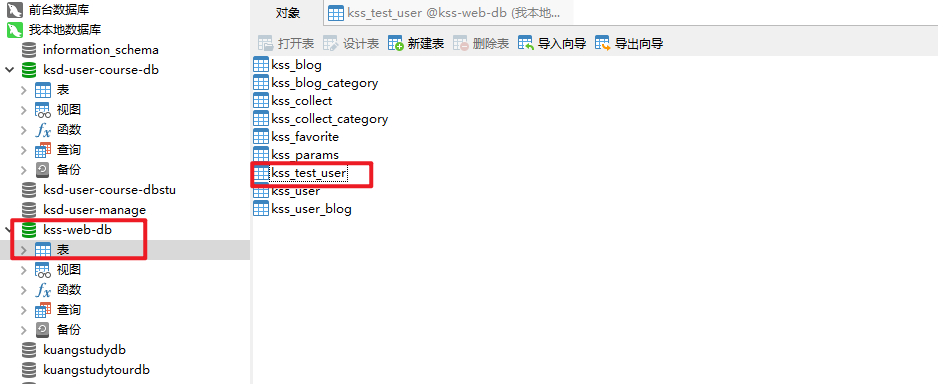 前台数据库
我本地数据库
information_schema
ksd-user-course-db
表
视图
fx 函数
查询
备份
ksd-user-course-dbstu
ksd-user-manage
kss-web-db
表
视图
fx 函数
查询
备份
kuangstudydb
kuangstudytourdb
对象
kss_test_user @kss-web-db (我本地...
打开表 设计表 新建表 删除表 导入向导 导出向导
kss_blog
kss_blog_category
kss_collect
kss_collect_category
kss_favorite
kss_params
kss_test_user
kss_user
kss_user_blog